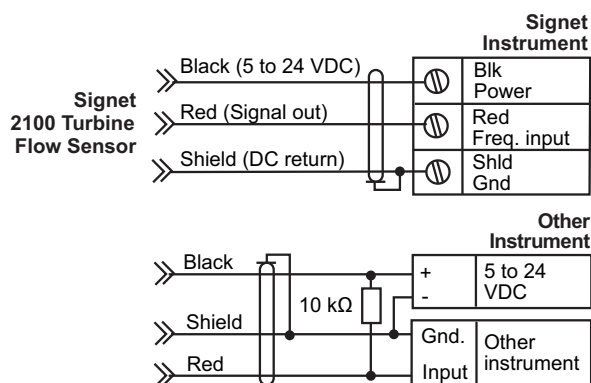 Signet
Instrument
Black (5 to 24 VDC)
Blk
Power
Signet
2100 Turbine
Flow Sensor
Red (Signal out)
Red
Freq. input
Shield (DC return)
Shld
Gnd
Other
Instrument
Black
+
5 to 24
VDC
-
10 kΩ
Shield
Gnd.
Other
instrument
Red
Input